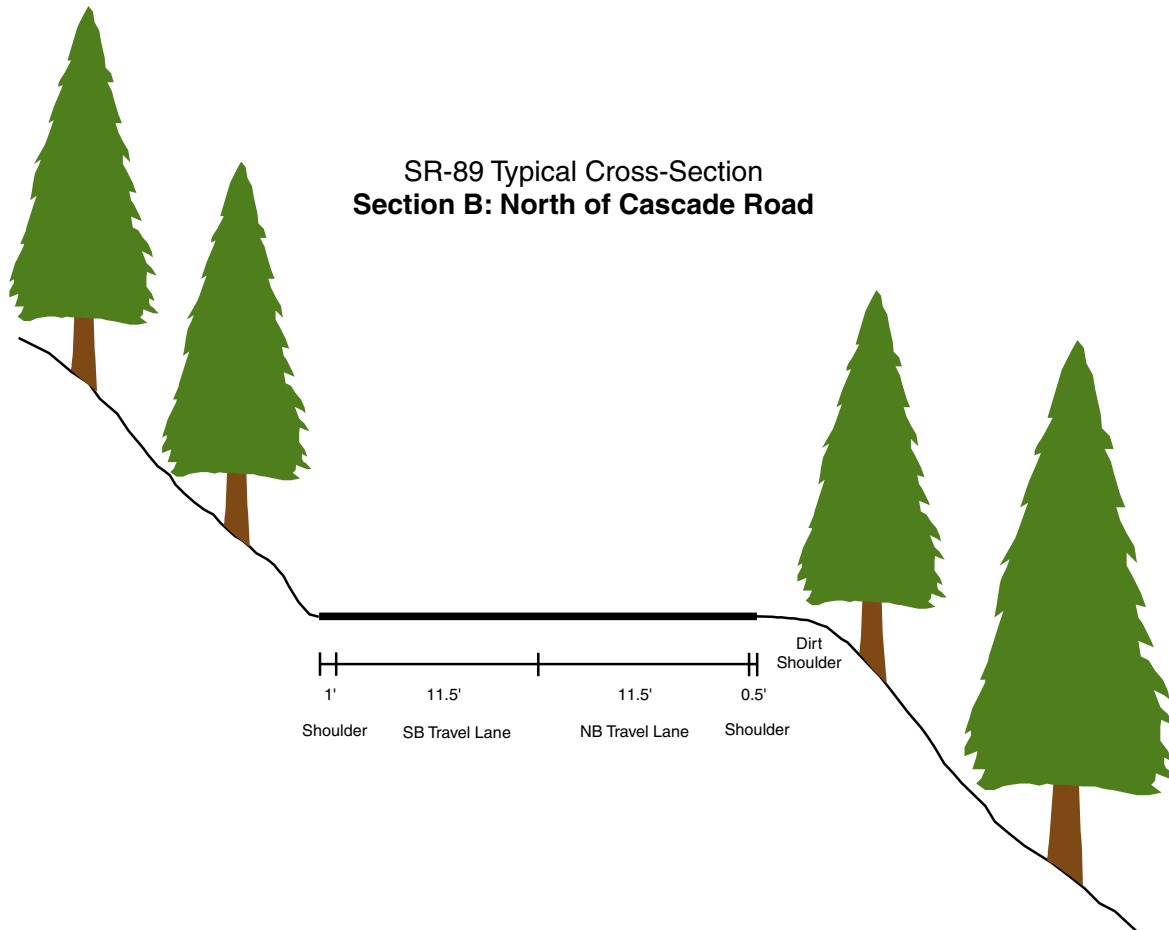 SR-89 Typical Cross-Section
Section B: North of Cascade Road
Dirt
Shoulder
1' 11.5' 11.5' 0.5'
Shoulder SB Travel Lane NB Travel Lane Shoulder